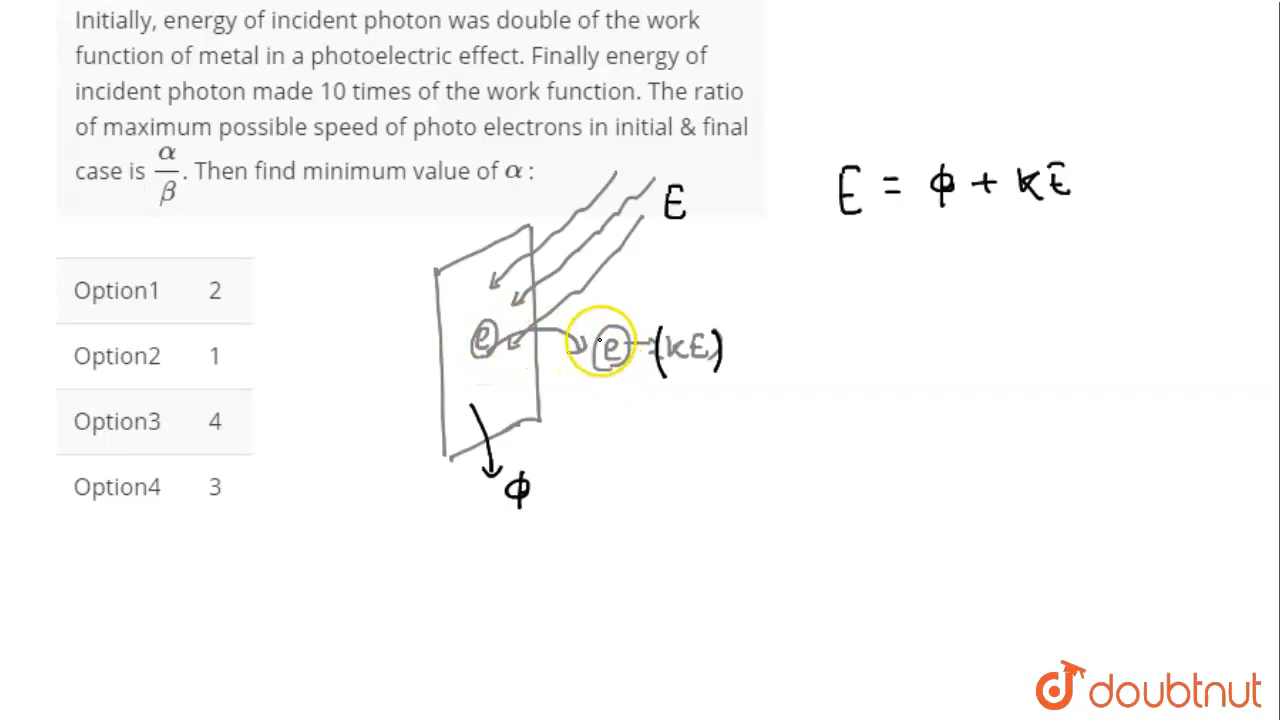 Initially, energy of incident photon was double of the work
function of metal in a photoelectric effect. Finally energy of
incident photon made 10 times of the work function. The ratio
of maximum possible speed of photo electrons in initial & final
case is α/β. Then find minimum value of α :
E
E = ϕ + KE
Option1 2
Option2 1
e
e (KE)
Option3 4
Option4 3
ϕ
doubtnut